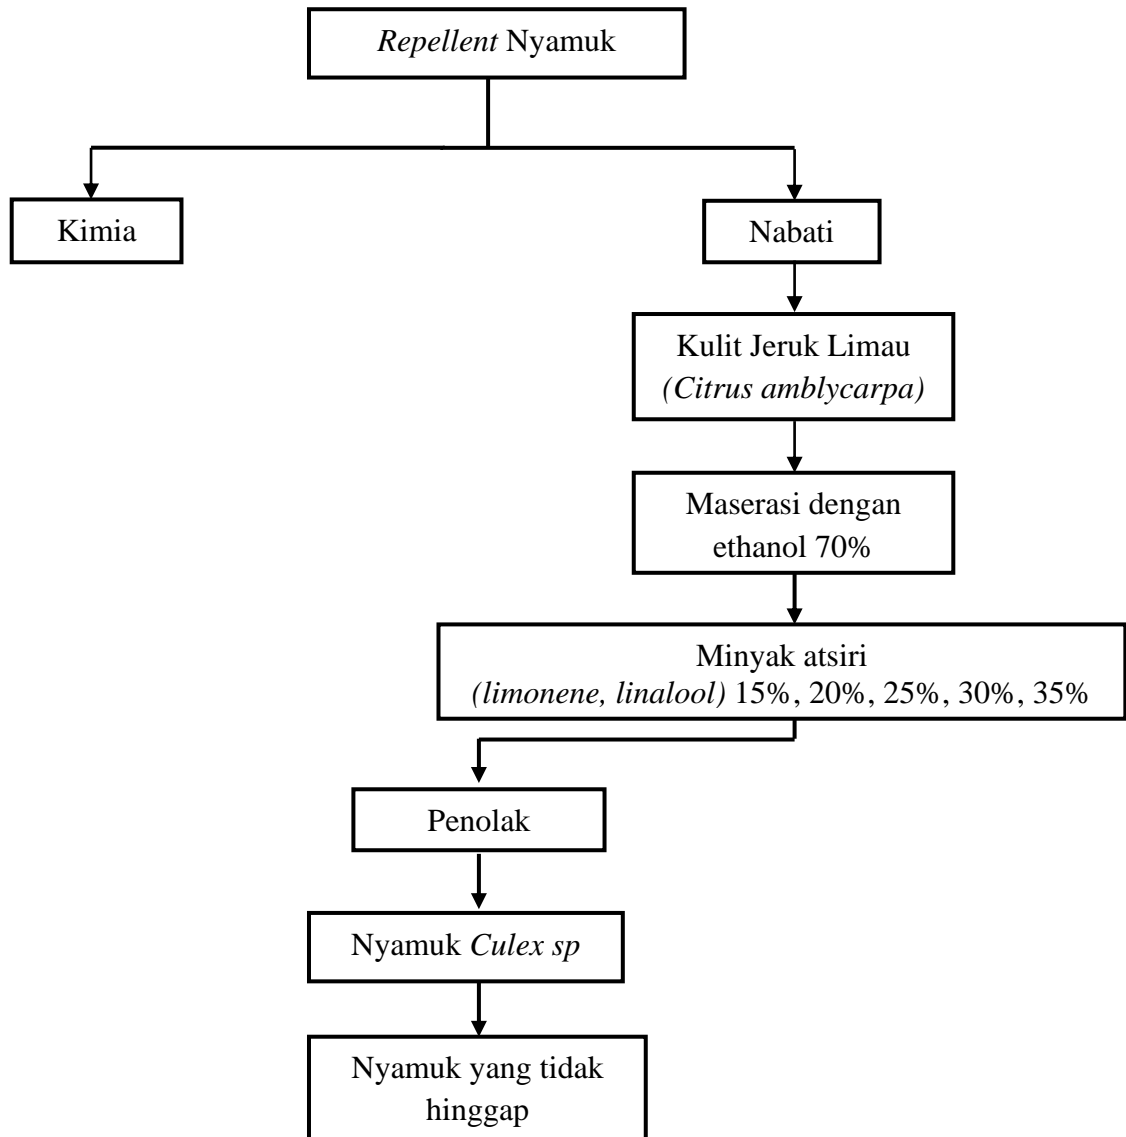 Repellent Nyamuk
Kimia
Nabati
Kulit Jeruk Limau
(Citrus amblycarpa)
Maserasi dengan
ethanol 70%
Minyak atsiri
(limonene, linalool) 15%, 20%, 25%, 30%, 35%
Penolak
Nyamuk Culex sp
Nyamuk yang tidak
hinggap